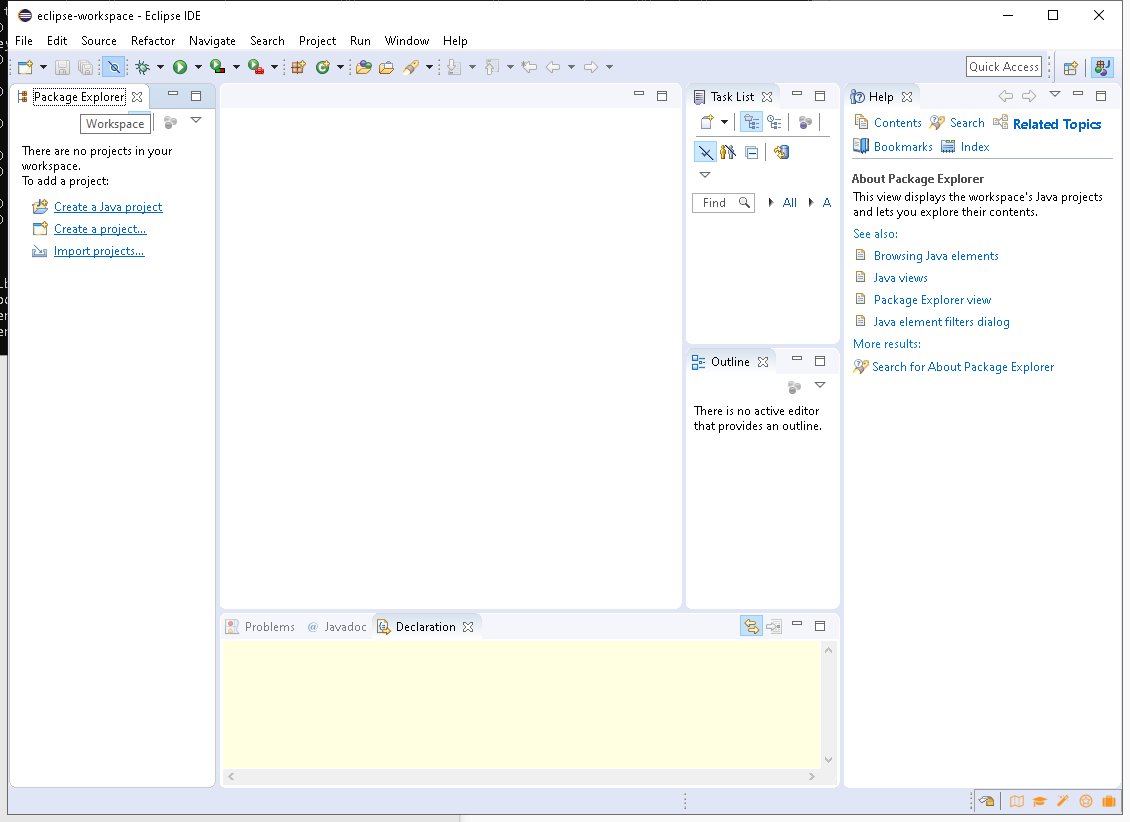 eclipse-workspace - Eclipse IDE
File Edit Source Refactor Navigate Search Project Run Window Help
Quick Access
Package Explorer
Workspace
There are no projects in your
workspace.
To add a project:
Create a Java project
Create a project...
Import projects...
Task List
Find
All
A
Outline
There is no active editor
that provides an outline.
Problems @ Javadoc Declaration
Help
Contents Search Related Topics
Bookmarks Index
About Package Explorer
This view displays the workspace's Java projects
and lets you explore their contents.
See also:
Browsing Java elements
Java views
Package Explorer view
Java element filters dialog
More results:
Search for About Package Explorer